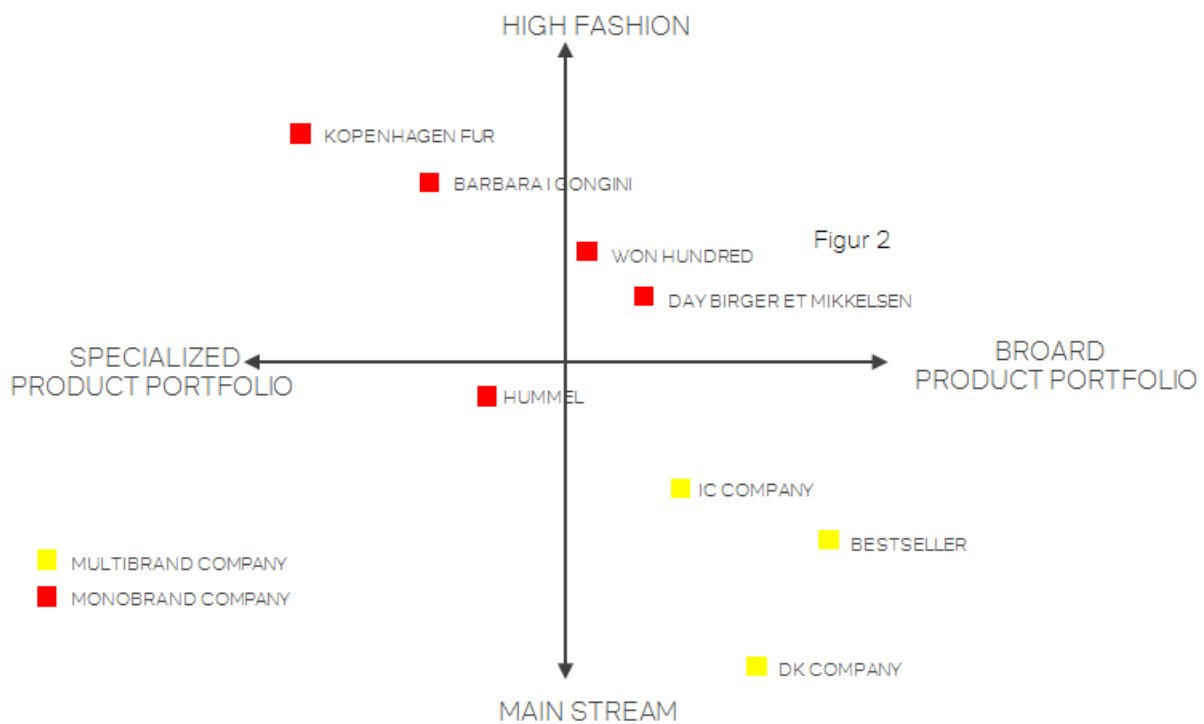 HIGH FASHION
KOPENHAGEN FUR
BARBARA I GONGINI
Figur 2
WON HUNDRED
DAY BIRGER ET MIKKELSEN
SPECIALIZED
PRODUCT PORTFOLIO
BROARD
PRODUCT PORTFOLIO
HUMMEL
IC COMPANY
BESTSELLER
MULTIBRAND COMPANY
MONOBRAND COMPANY
DK COMPANY
MAIN STREAM